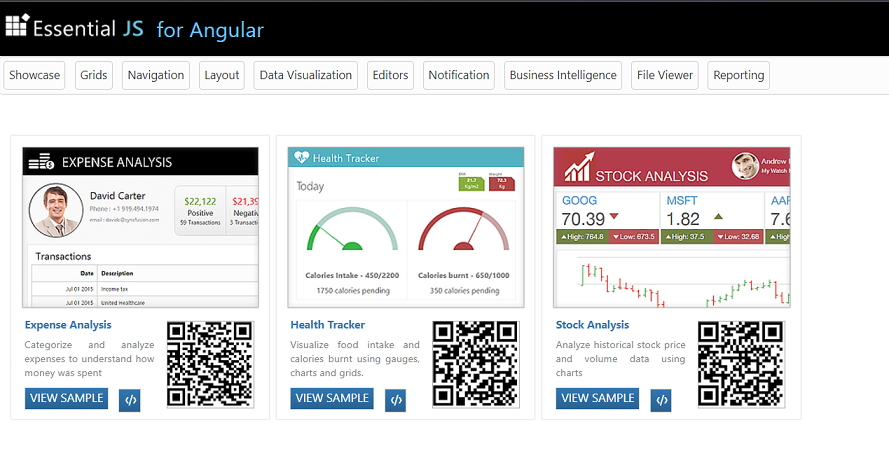 Essential JS for Angular
Showcase Grids Navigation Layout Data Visualization Editors Notification Business Intelligence File Viewer Reporting
EXPENSE ANALYSIS
David Carter
Phone : +1 919.494.1974
email : davidc@syncfusion.com
$22,122
Positive
59 Transactions
$21,39
Negativ
Transactions
Date Description
Jul 01 2015 Income tax
Jul 01 2015 United Healthcare
Expense Analysis
Categorize and analyze
expenses to understand how
money was spent
VIEW SAMPLE </>
Health Tracker
Today
BMI
21.3
Kg/m2
Weight
72.3
Kg
Calories Intake - 450/2200
1750 calories pending
Calories burnt - 650/1000
350 calories pending
Health Tracker
Visualize food intake and
calories burnt using gauges,
charts and grids.
VIEW SAMPLE </>
STOCK ANALYSIS
Andrew
My Watch
GOOG
70.39
High: 764.8 Low: 673.5
MSFT
1.82
High: 37.5 Low: 32.68
AAP
7.6
High:
Stock Analysis
Analyze historical stock price
and volume data using
charts
VIEW SAMPLE </>